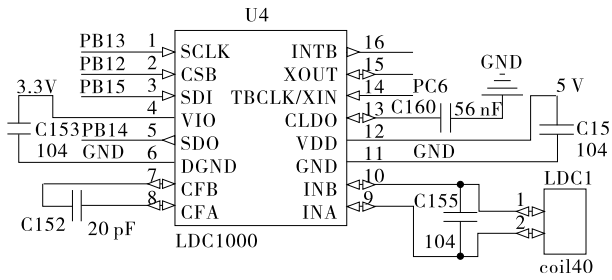 U4
PB13 1 SCLK INTB 16
PB12 2 CSB XOUT 15
PB15 3 SDI TBCLK/XIN 14 PC6
GND
3.3V 4 VIO CLDO 13 C160 56 nF
5 V
C153 104
PB14 5 SDO VDD 12
C15 104
GND 6 DGND GND 11 GND
7 CFB INB 10
8 CFA INA 9
C152 20 pF
C155 104
LDC1
1
2
LDC1000
coil40